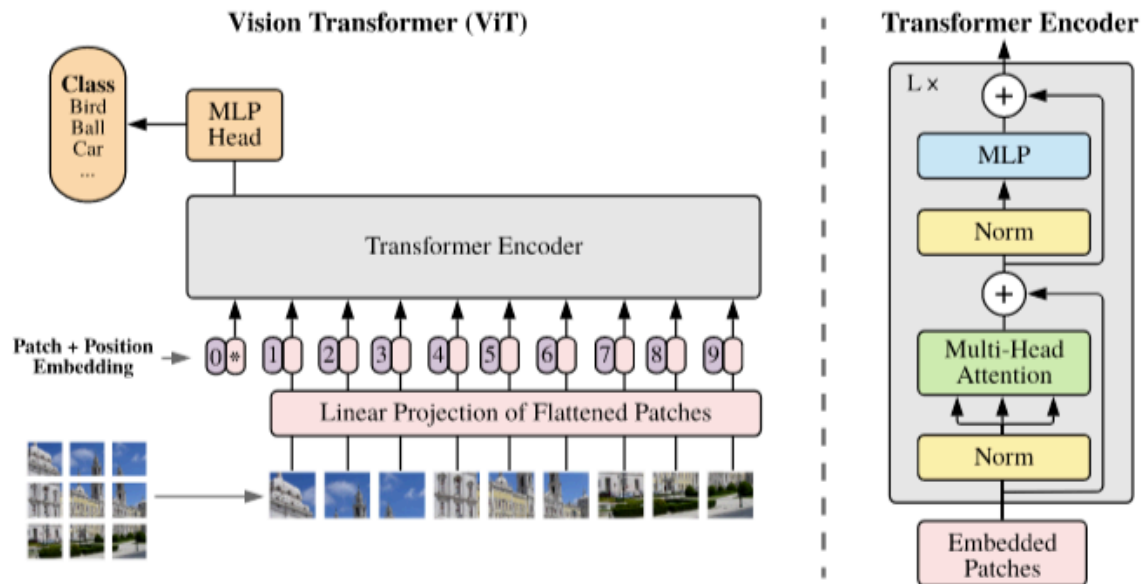 Vision Transformer (ViT)
Class
Bird
Ball
Car
...
MLP
Head
Transformer Encoder
Patch + Position
Embedding
0 * 1 2 3 4 5 6 7 8 9
Linear Projection of Flattened Patches
Transformer Encoder
L ×
+
MLP
Norm
+
Multi-Head
Attention
Norm
Embedded
Patches